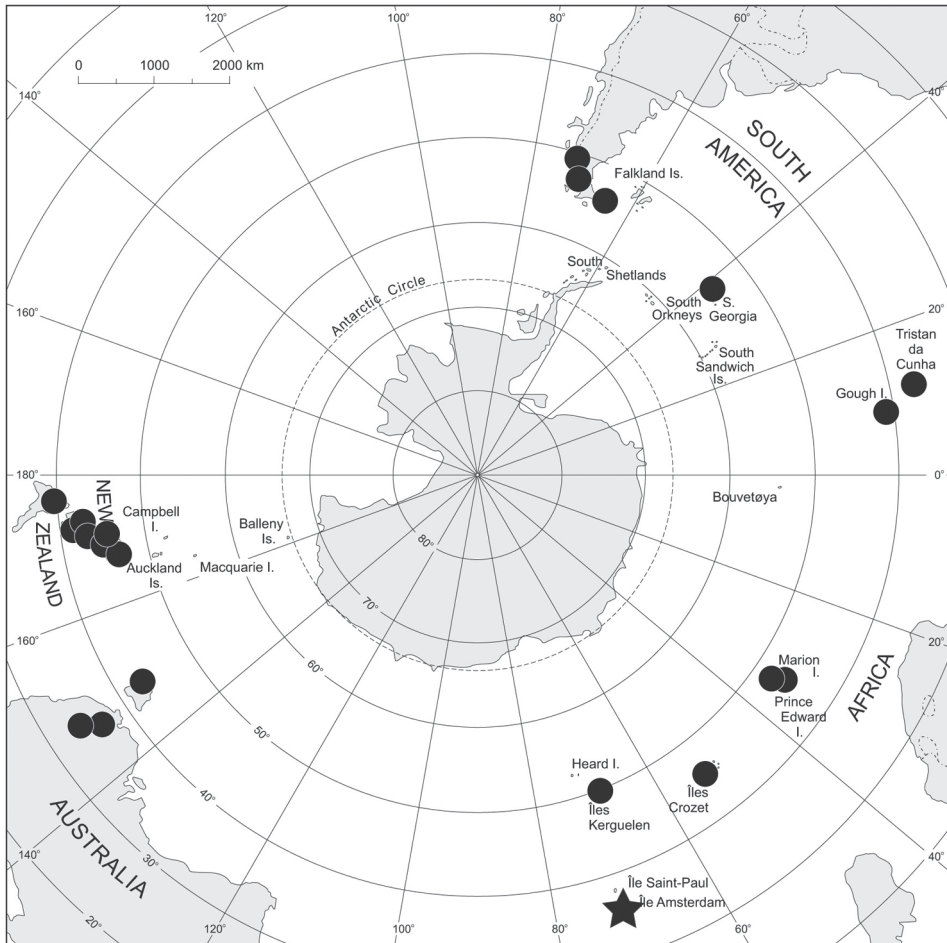 120°
100°
80°
60°
0 1000 2000 km
140°
40°
SOUTH
AMERICA
Falkland Is.
South
Shetlands
Antarctic Circle
160°
20°
South
Orkneys
S.
Georgia
Tristan
da
Cunha
South
Sandwich
Is.
Gough I.
180°
0°
NEW
ZEALAND
Campbell
I.
Bouvetøya
Balleny
Is.
Auckland
Is.
Macquarie I.
80°
70°
60°
50°
40°
30°
20°
160°
20°
Marion
I.
AFRICA
Prince
Edward
I.
Heard I.
Îles
Crozet
Îles
Kerguelen
AUSTRALIA
140°
40°
Île Saint-Paul
Île Amsterdam
120°
100°
80°
60°